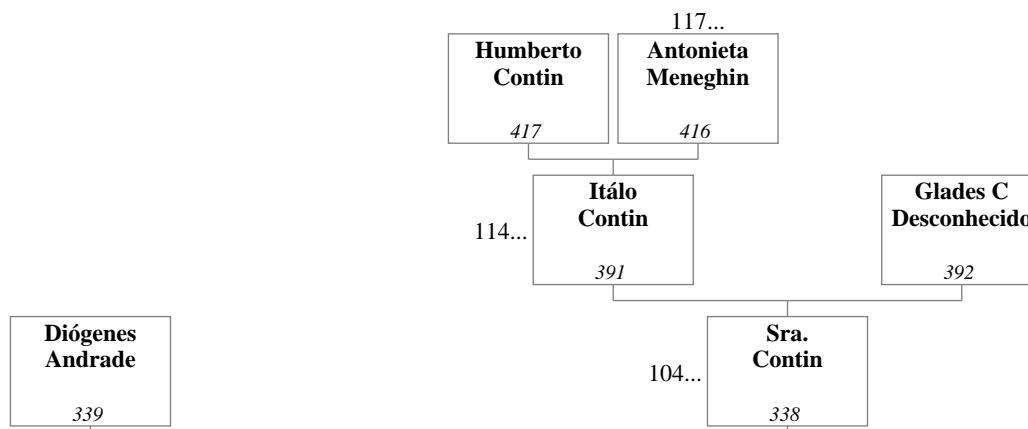 117...
Humberto
Contin
417
Antonieta
Meneghin
416
114...
Itálo
Contin
391
Glades C
Desconhecido
392
Diógenes
Andrade
339
104...
Sra.
Contin
338